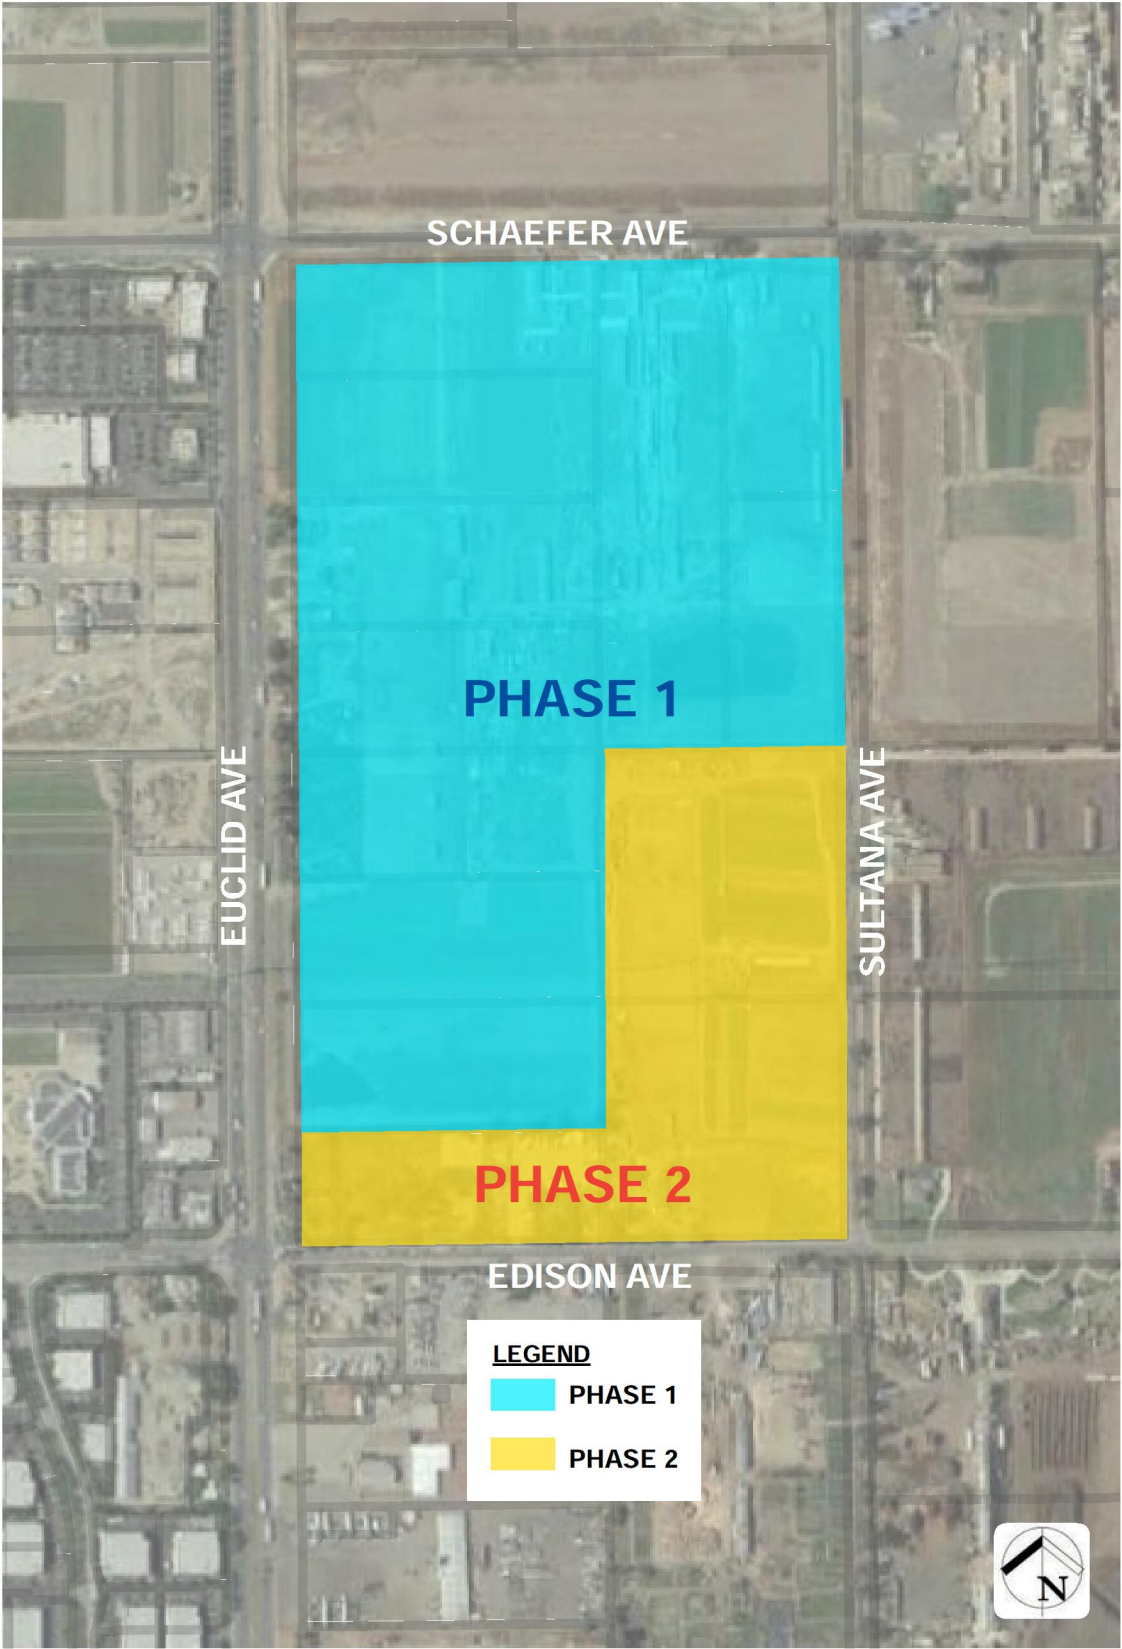 SCHAEFER AVE
PHASE 1
EUCLID AVE
SULTANA AVE
PHASE 2
EDISON AVE
LEGEND
PHASE 1
PHASE 2
N